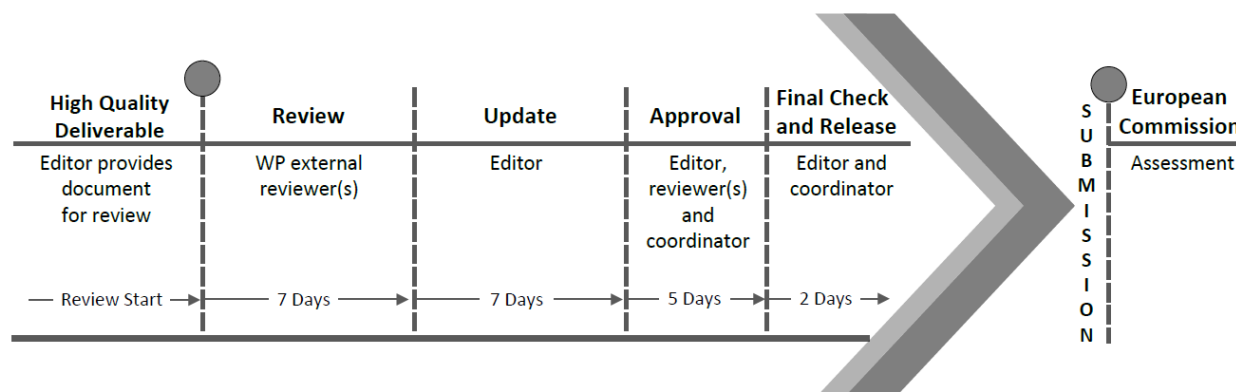 High Quality
Deliverable
Editor provides
document
for review
Review Start
Review
WP external
reviewer(s)
7 Days
Update
Editor
7 Days
Approval
Editor,
reviewer(s)
and
coordinator
5 Days
Final Check
and Release
Editor and
coordinator
2 Days
SUBMISSION
European
Commission
Assessment